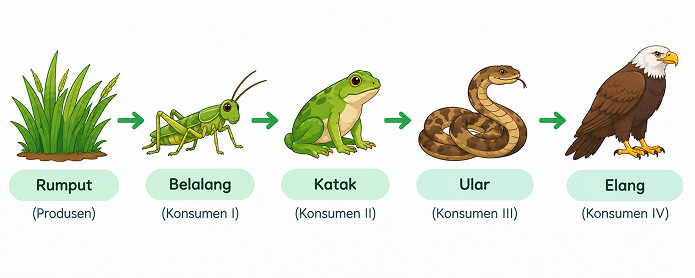 Rumput
(Produsen)
Belalang
(Konsumen I)
Katak
(Konsumen II)
Ular
(Konsumen III)
Elang
(Konsumen IV)